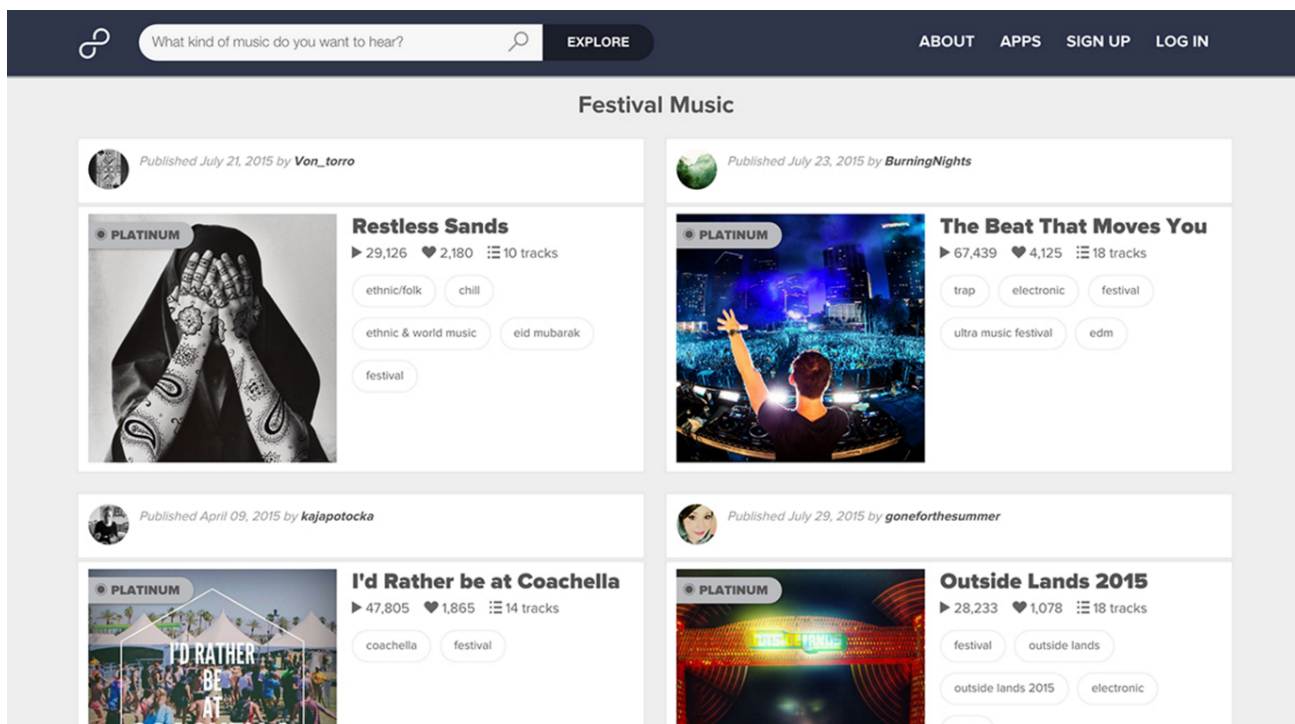 What kind of music do you want to hear?
EXPLORE
ABOUT
APPS
SIGN UP
LOG IN
Festival Music
Published July 21, 2015 by Von_torro
PLATINUM
Restless Sands
29,126 2,180 10 tracks
ethnic/folk
chill
ethnic & world music
eid mubarak
festival
Published July 23, 2015 by BurningNights
PLATINUM
The Beat That Moves You
67,439 4,125 18 tracks
trap
electronic
festival
ultra music festival
edm
Published April 09, 2015 by kajapotocka
PLATINUM
I'D RATHER
BE
AT
I'd Rather be at Coachella
47,805 1,865 14 tracks
coachella
festival
Published July 29, 2015 by goneforthesummer
PLATINUM
OUTSIDE LANDS
Outside Lands 2015
28,233 1,078 18 tracks
festival
outside lands
outside lands 2015
electronic